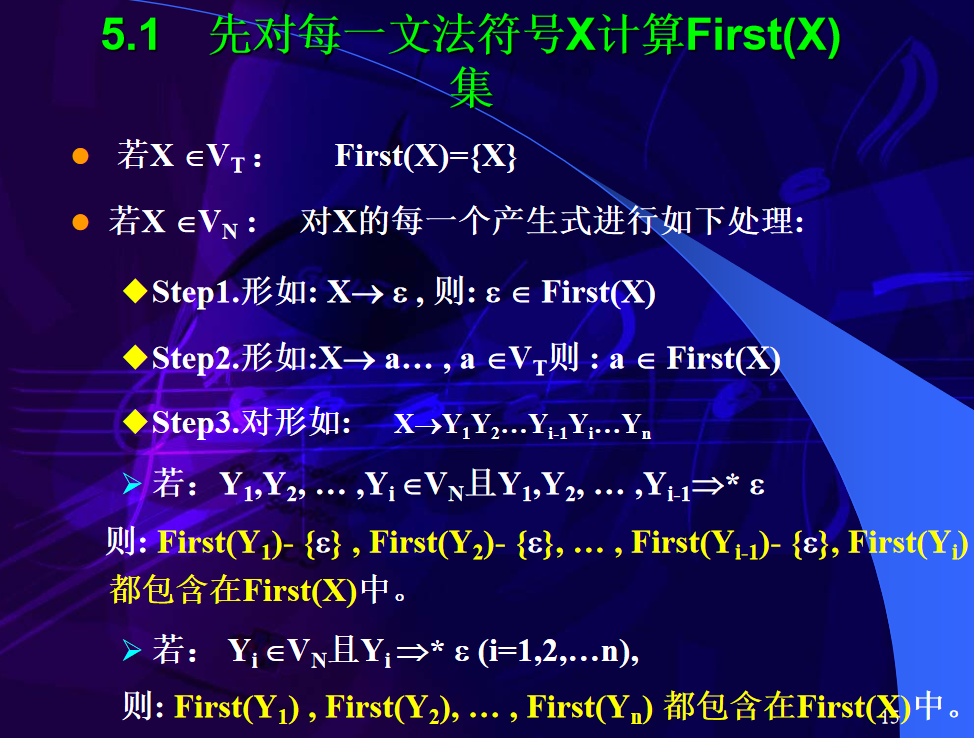 5.1 先对每一文法符号X计算First(X)
集
若X ∈VT : First(X)={X}
若X ∈VN : 对X的每一个产生式进行如下处理:
Step1.形如: X→ ε , 则: ε ∈ First(X)
Step2.形如:X→ a… , a ∈VT则 : a ∈ First(X)
Step3.对形如: X→Y1Y2…Yi-1Yi…Yn
若：Y1,Y2, … ,Yi ∈VN且Y1,Y2, … ,Yi-1⇒* ε
则: First(Y1)- {ε} , First(Y2)- {ε}, … , First(Yi-1)- {ε}, First(Yi)
都包含在First(X)中。
若： Yi ∈VN且Yi ⇒* ε (i=1,2,…n),
则: First(Y1) , First(Y2), … , First(Yn) 都包含在First(X)中。